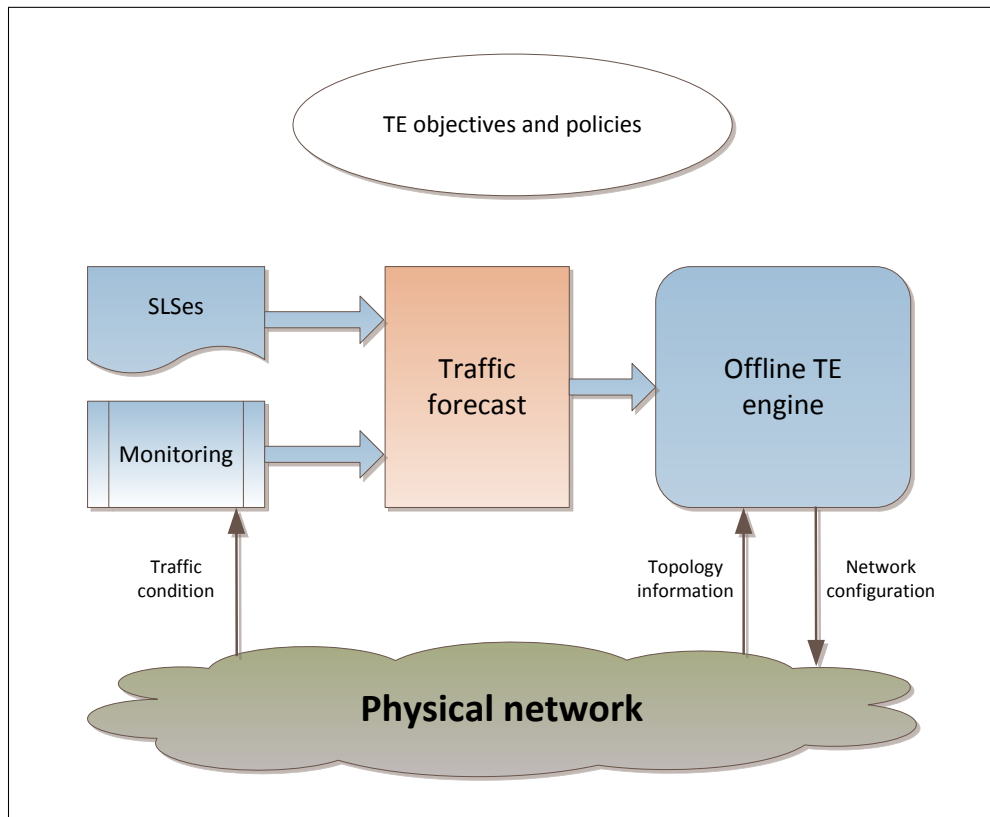 TE objectives and policies
SLSes
Traffic
forecast
Offline TE
engine
Monitoring
Traffic
condition
Topology
information
Network
configuration
Physical network